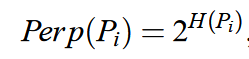 Perp(P_i) = 2^{H(P_i)},